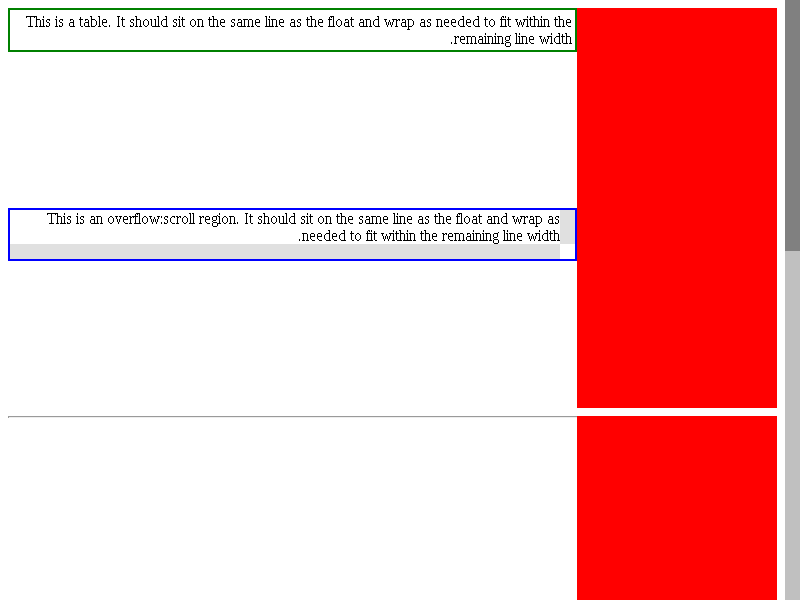 This is a table. It should sit on the same line as the float and wrap as needed to fit within the
.remaining line width
This is an overflow:scroll region. It should sit on the same line as the float and wrap as
.needed to fit within the remaining line width